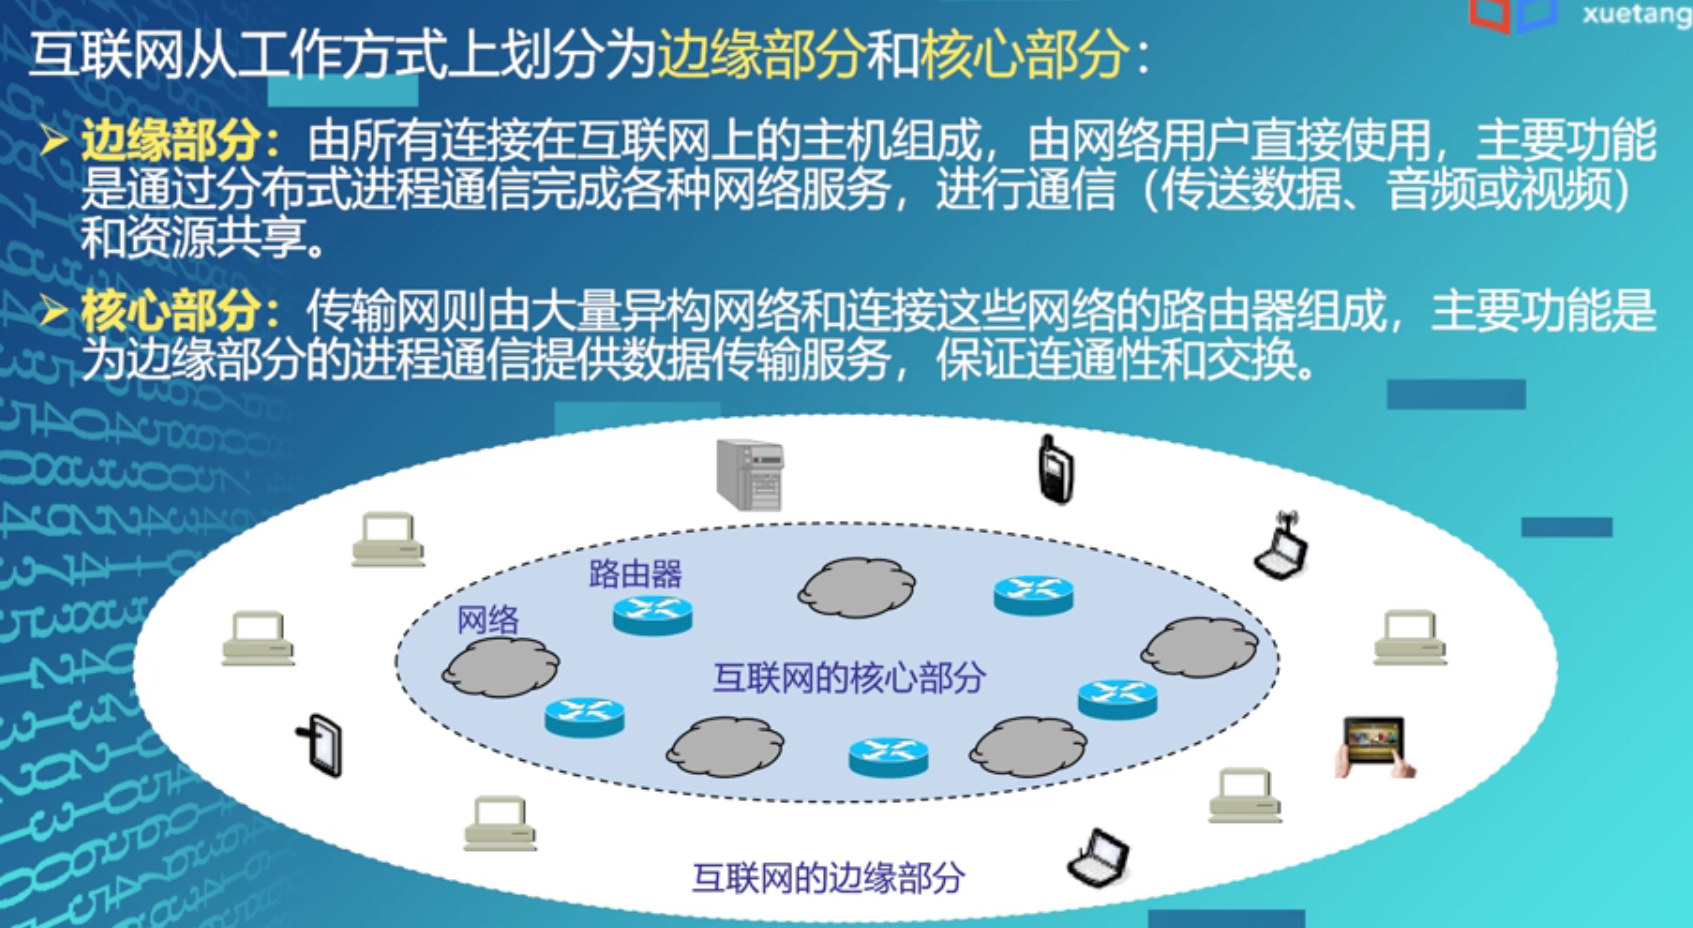 xuetang
互联网从工作方式上划分为边缘部分和核心部分：
边缘部分：由所有连接在互联网上的主机组成，由网络用户直接使用，主要功能
是通过分布式进程通信完成各种网络服务，进行通信（传送数据、音频或视频）
和资源共享。
核心部分：传输网则由大量异构网络和连接这些网络的路由器组成，主要功能是
为边缘部分的进程通信提供数据传输服务，保证连通性和交换。
路由器
网络
互联网的核心部分
互联网的边缘部分